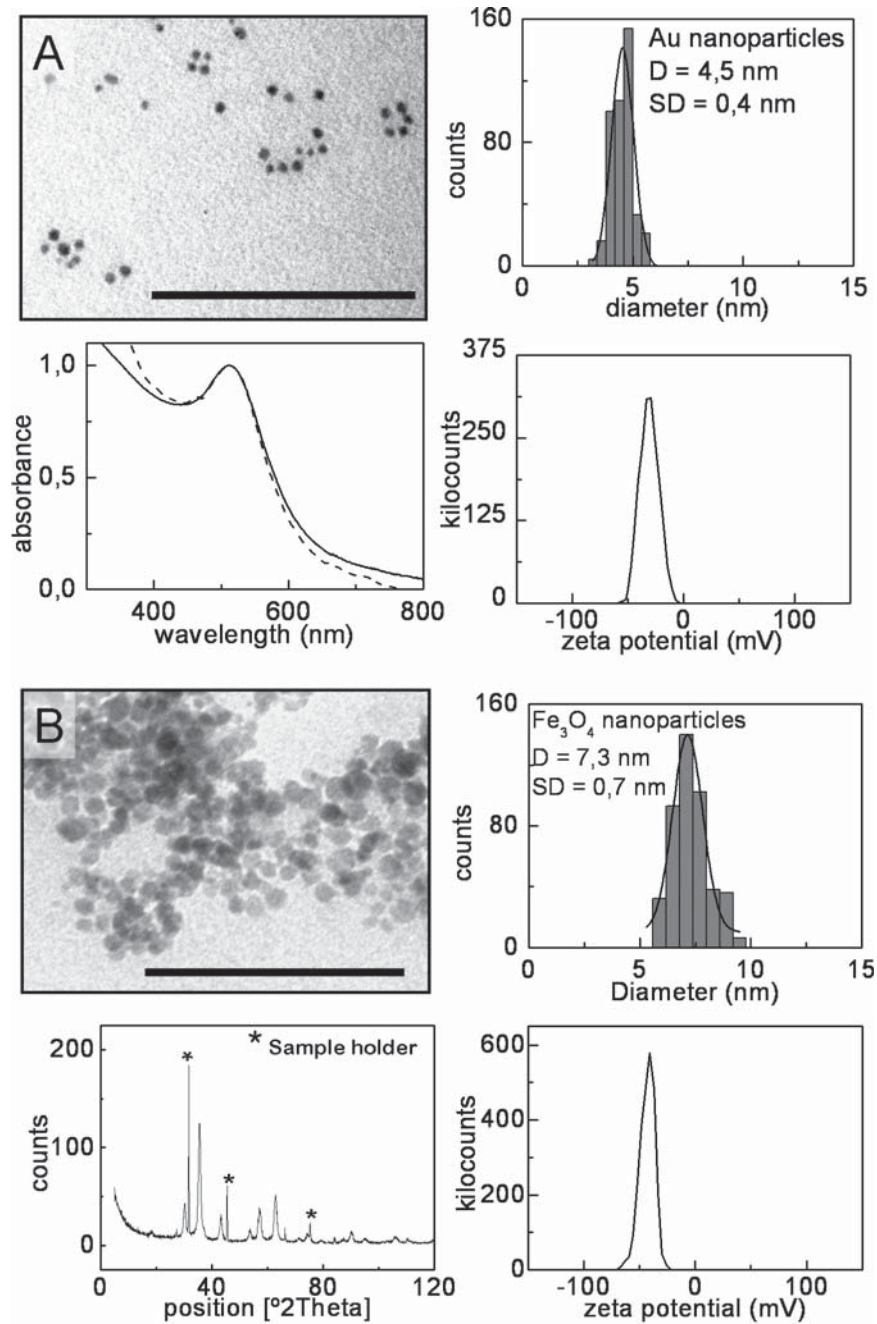 A
160
80
0
counts
Au nanoparticles
D = 4,5 nm
SD = 0,4 nm
0 5 10 15
diameter (nm)
1,0
0,5
0,0
absorbance
400 600 800
wavelength (nm)
375
250
125
0
kilocounts
-100 0 100
zeta potential (mV)
B
160
80
0
counts
Fe₃O₄ nanoparticles
D = 7,3 nm
SD = 0,7 nm
0 5 10 15
Diameter (nm)
200
100
0
counts
* Sample holder
*
*
*
0 40 80 120
position [º2Theta]
600
400
200
0
kilocounts
-100 0 100
zeta potential (mV)